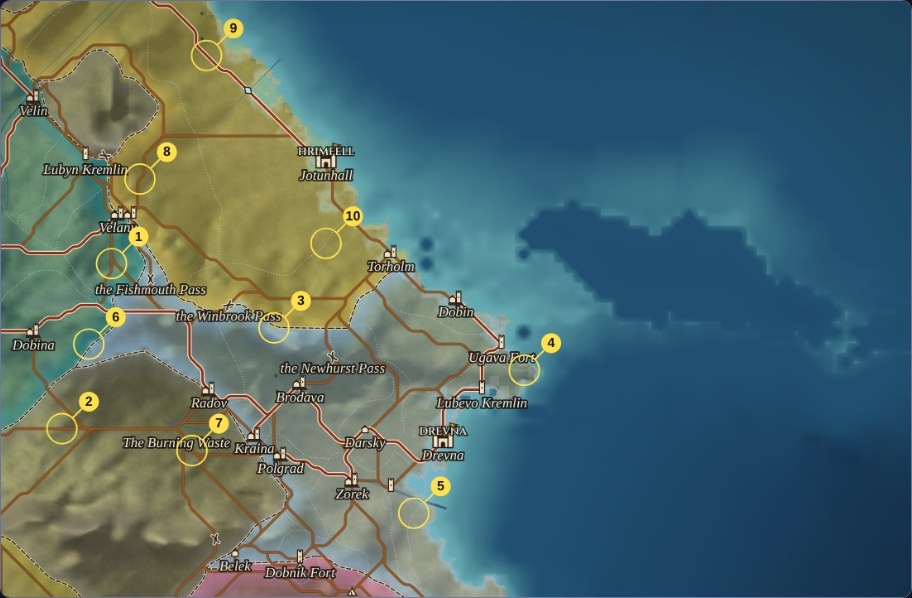 9
Velin
8
HRIMFELL
Lubyn Kremlin
Jotunhall
10
Velany
1
Torholm
the Fishmouth Pass
3
Dobin
6
the Winbrook Pass
Dobina
4
Ugava Fort
the Newhurst Pass
Radov
Brodava
Lubevo Kremlin
2
7
DREVNA
The Burning Waste
Kraina
Darsky
Drevna
Polgrad
5
Zorek
Belek
Dobnik Fort